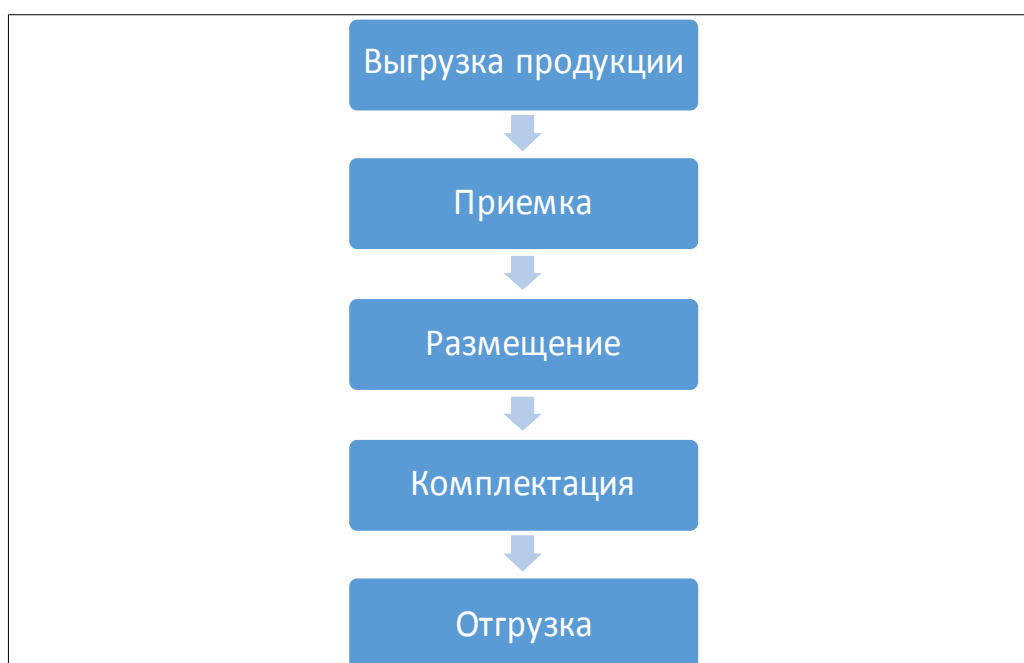 Выгрузка продукции
Приемка
Размещение
Комплектация
Отгрузка